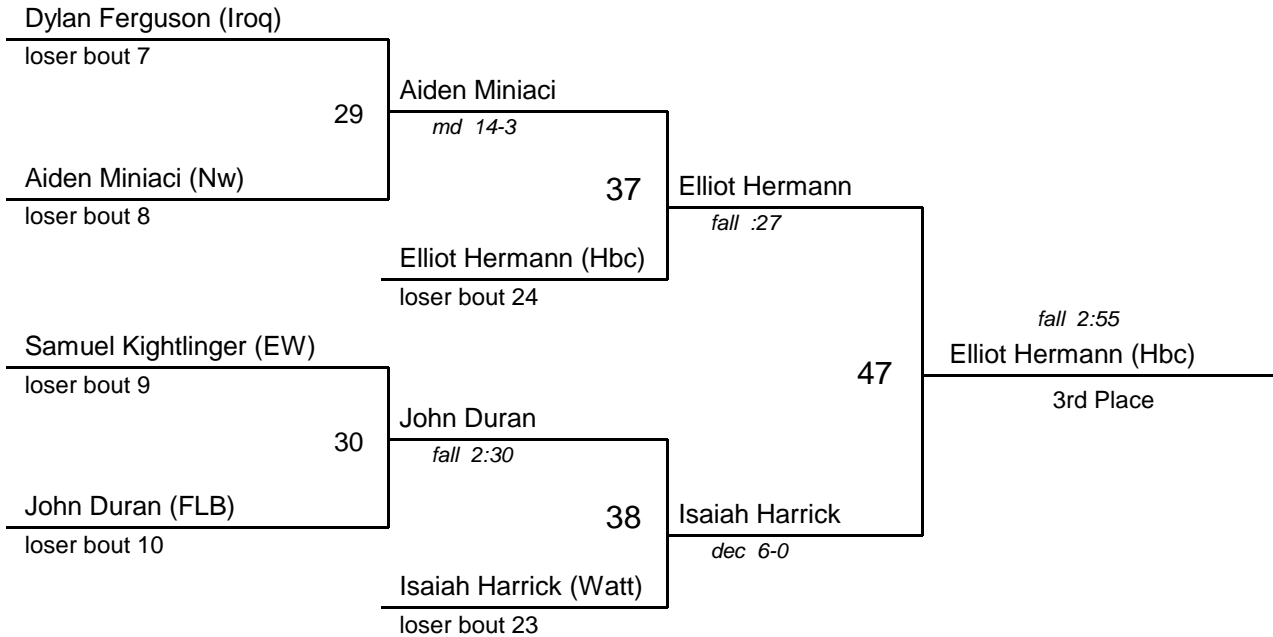 Dylan Ferguson (Iroq)
loser bout 7
29
Aiden Miniaci
md 14-3
Aiden Miniaci (Nw)
loser bout 8
37
Elliot Hermann
fall :27
Elliot Hermann (Hbc)
loser bout 24
Samuel Kightlinger (EW)
loser bout 9
47
fall 2:55
Elliot Hermann (Hbc)
3rd Place
30
John Duran
fall 2:30
John Duran (FLB)
loser bout 10
38
Isaiah Harrick
dec 6-0
Isaiah Harrick (Watt)
loser bout 23